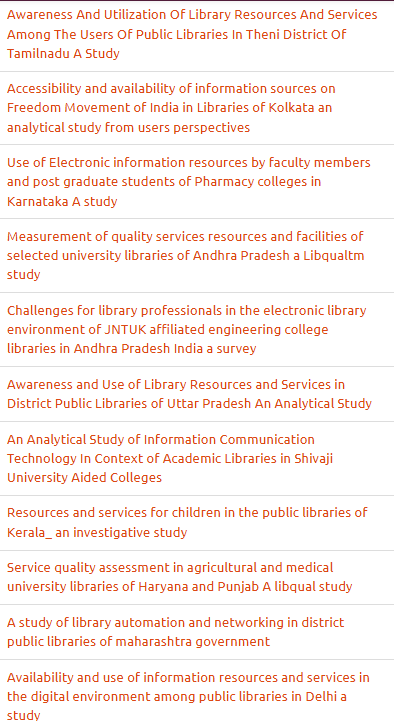 Awareness And Utilization Of Library Resources And Services
Among The Users Of Public Libraries In Theni District Of
Tamilnadu A Study
Accessibility and availability of information sources on
Freedom Movement of India in Libraries of Kolkata an
analytical study from users perspectives
Use of Electronic information resources by faculty members
and post graduate students of Pharmacy colleges in
Karnataka A study
Measurement of quality services resources and facilities of
selected university libraries of Andhra Pradesh a Libqualtm
study
Challenges for library professionals in the electronic library
environment of JNTUK affiliated engineering college
libraries in Andhra Pradesh India a survey
Awareness and Use of Library Resources and Services in
District Public Libraries of Uttar Pradesh An Analytical Study
An Analytical Study of Information Communication
Technology In Context of Academic Libraries in Shivaji
University Aided Colleges
Resources and services for children in the public libraries of
Kerala_ an investigative study
Service quality assessment in agricultural and medical
university libraries of Haryana and Punjab A libqual study
A study of library automation and networking in district
public libraries of maharashtra government
Availability and use of information resources and services in
the digital environment among public libraries in Delhi a
study